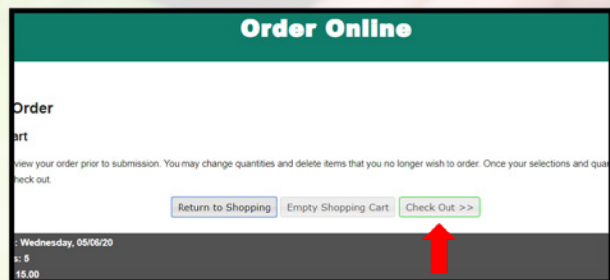 Order Online
Order
art
view your order prior to submission. You may change quantities and delete items that you no longer wish to order. Once your selections and quan
heck out.
Return to Shopping Empty Shopping Cart Check Out >>
: Wednesday, 05/06/20
s: 5
15.00